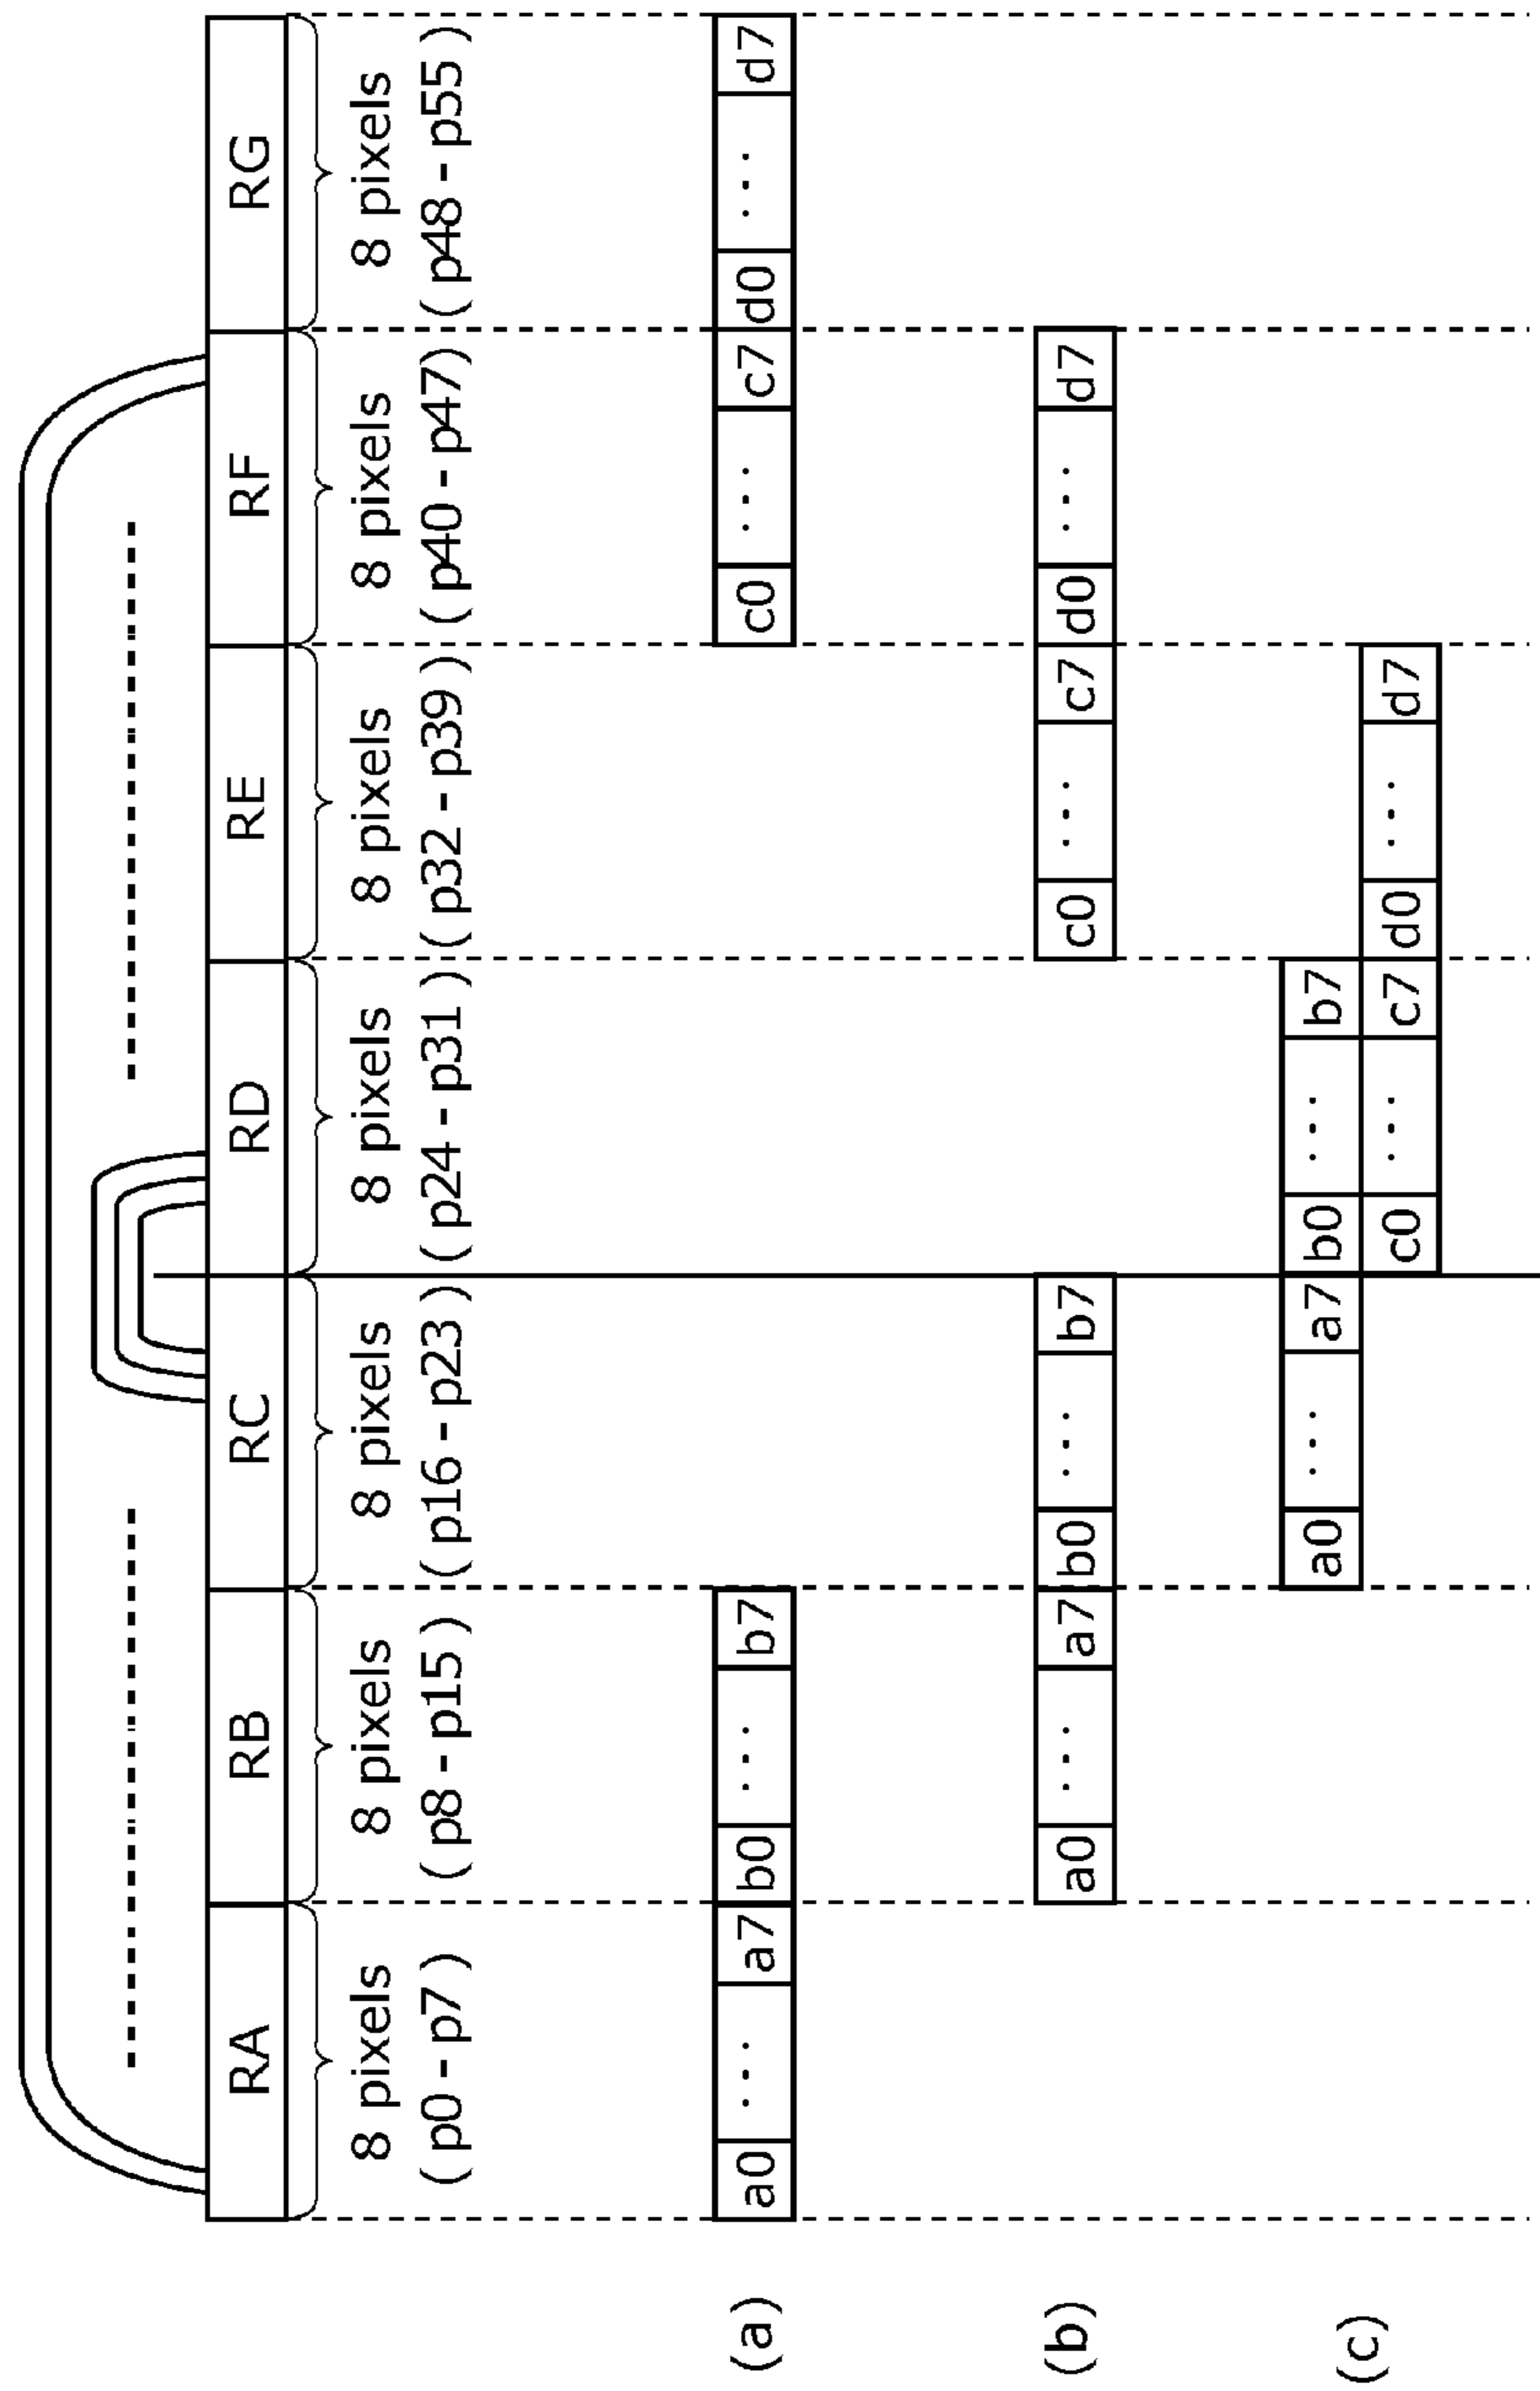 RA RB RC RD RE RF RG
8 pixels 8 pixels 8 pixels 8 pixels 8 pixels 8 pixels 8 pixels
(p0-p7) (p8-p15) (p16-p23) (p24-p31) (p32-p39) (p40-p47) (p48-p55)
(a) a0 ... a7 b0 ... b7 c0 ... c7 d0 ... d7
(b) a0 ... a7 b0 ... b7 c0 ... c7 d0 ... d7
(c) a0 ... a7 b0 ... b7
c0 ... c7 d0 ... d7